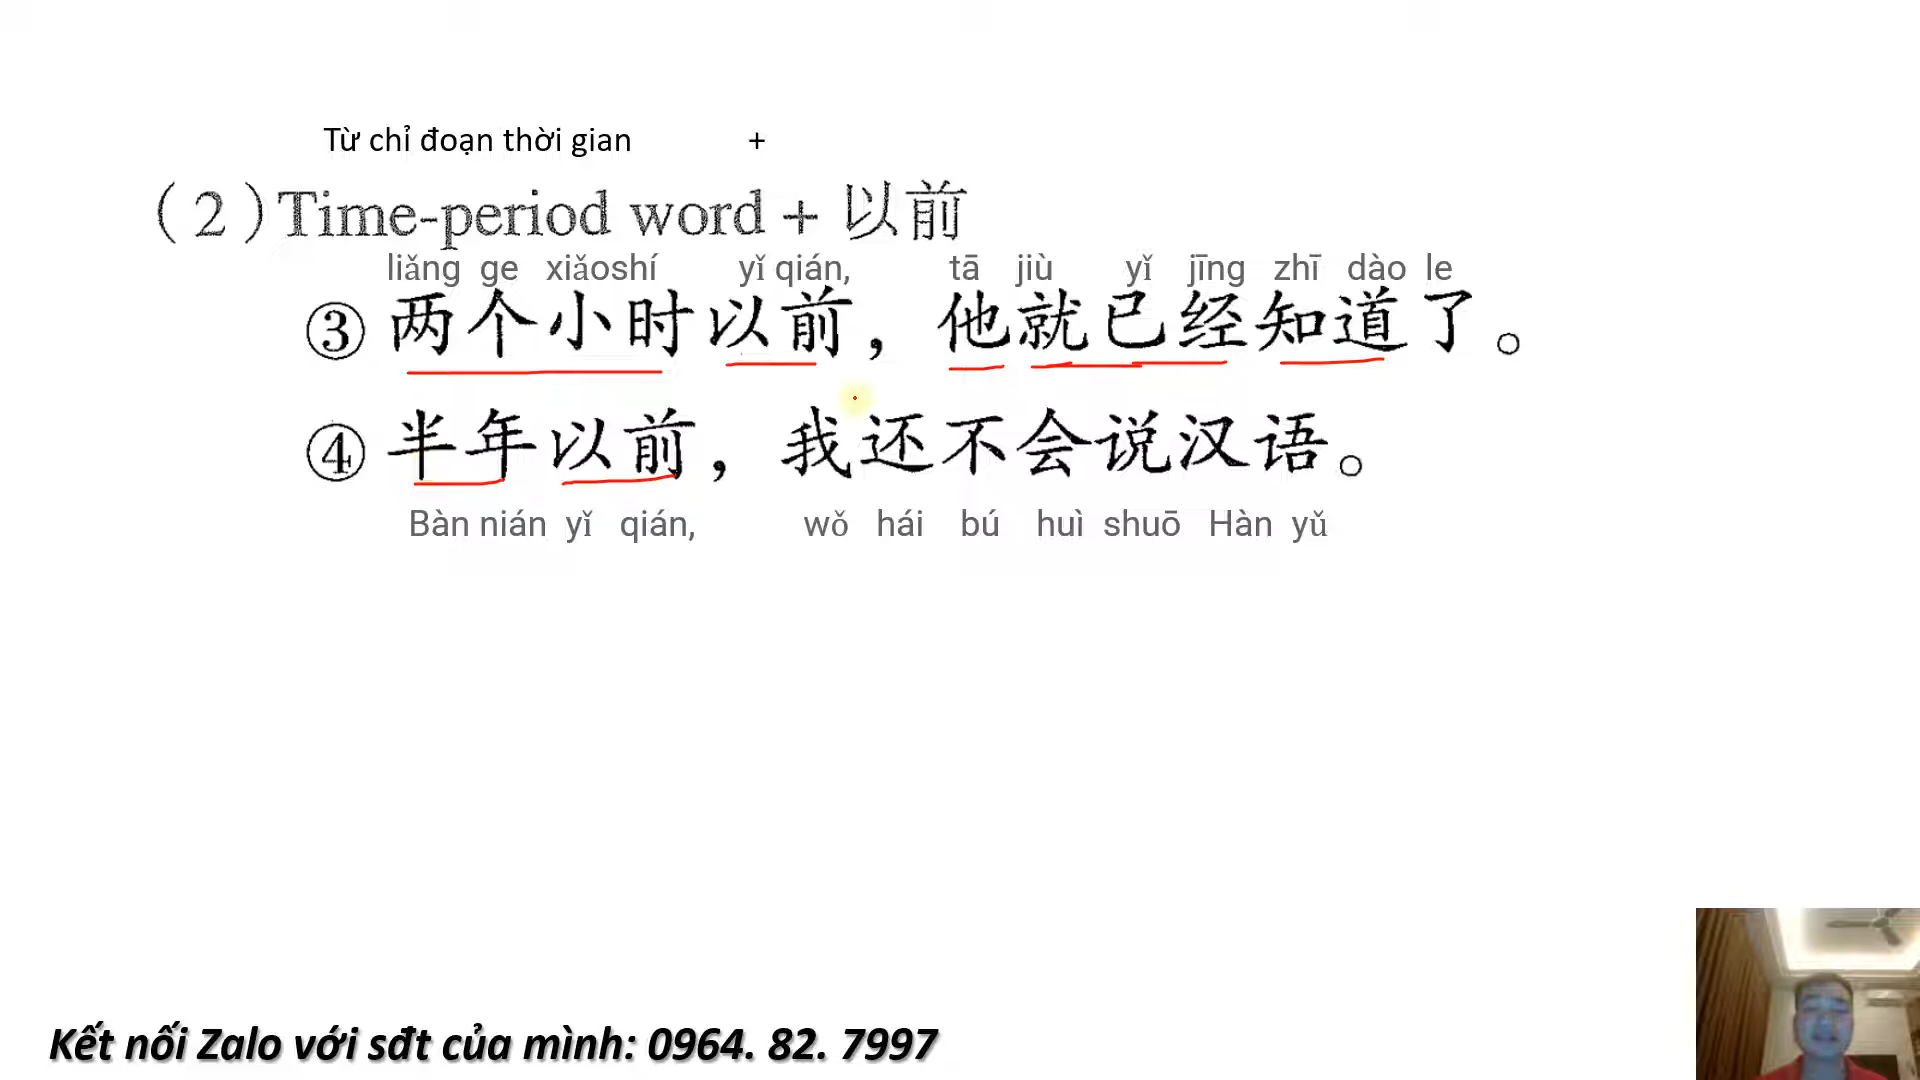 Từ chỉ đoạn thời gian +
(2)Time-period word + 以前
liǎng ge xiǎoshí yǐ qián, tā jiù yǐ jīng zhī dào le
③ 两个小时以前，他就已经知道了。
④ 半年以前，我还不会说汉语。
Bàn nián yǐ qián, wǒ hái bú huì shuō Hàn yǔ
Kết nối Zalo với sđt của mình: 0964. 82. 7997